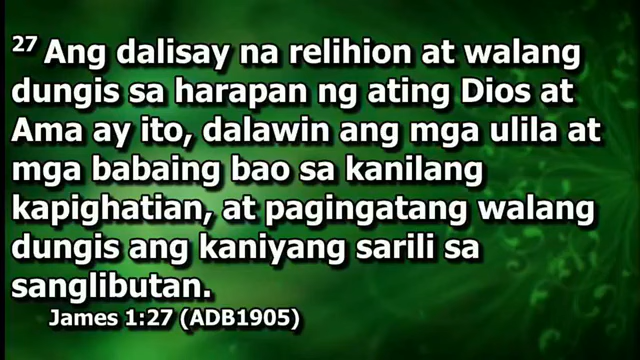 27 Ang dalisay na relihion at walang
dungis sa harapan ng ating Dios at
Ama ay ito, dalawin ang mga ulila at
mga babaing bao sa kanilang
kapighatian, at pagingatang walang
dungis ang kaniyang sarili sa
sanglibutan.
James 1:27 (ADB1905)